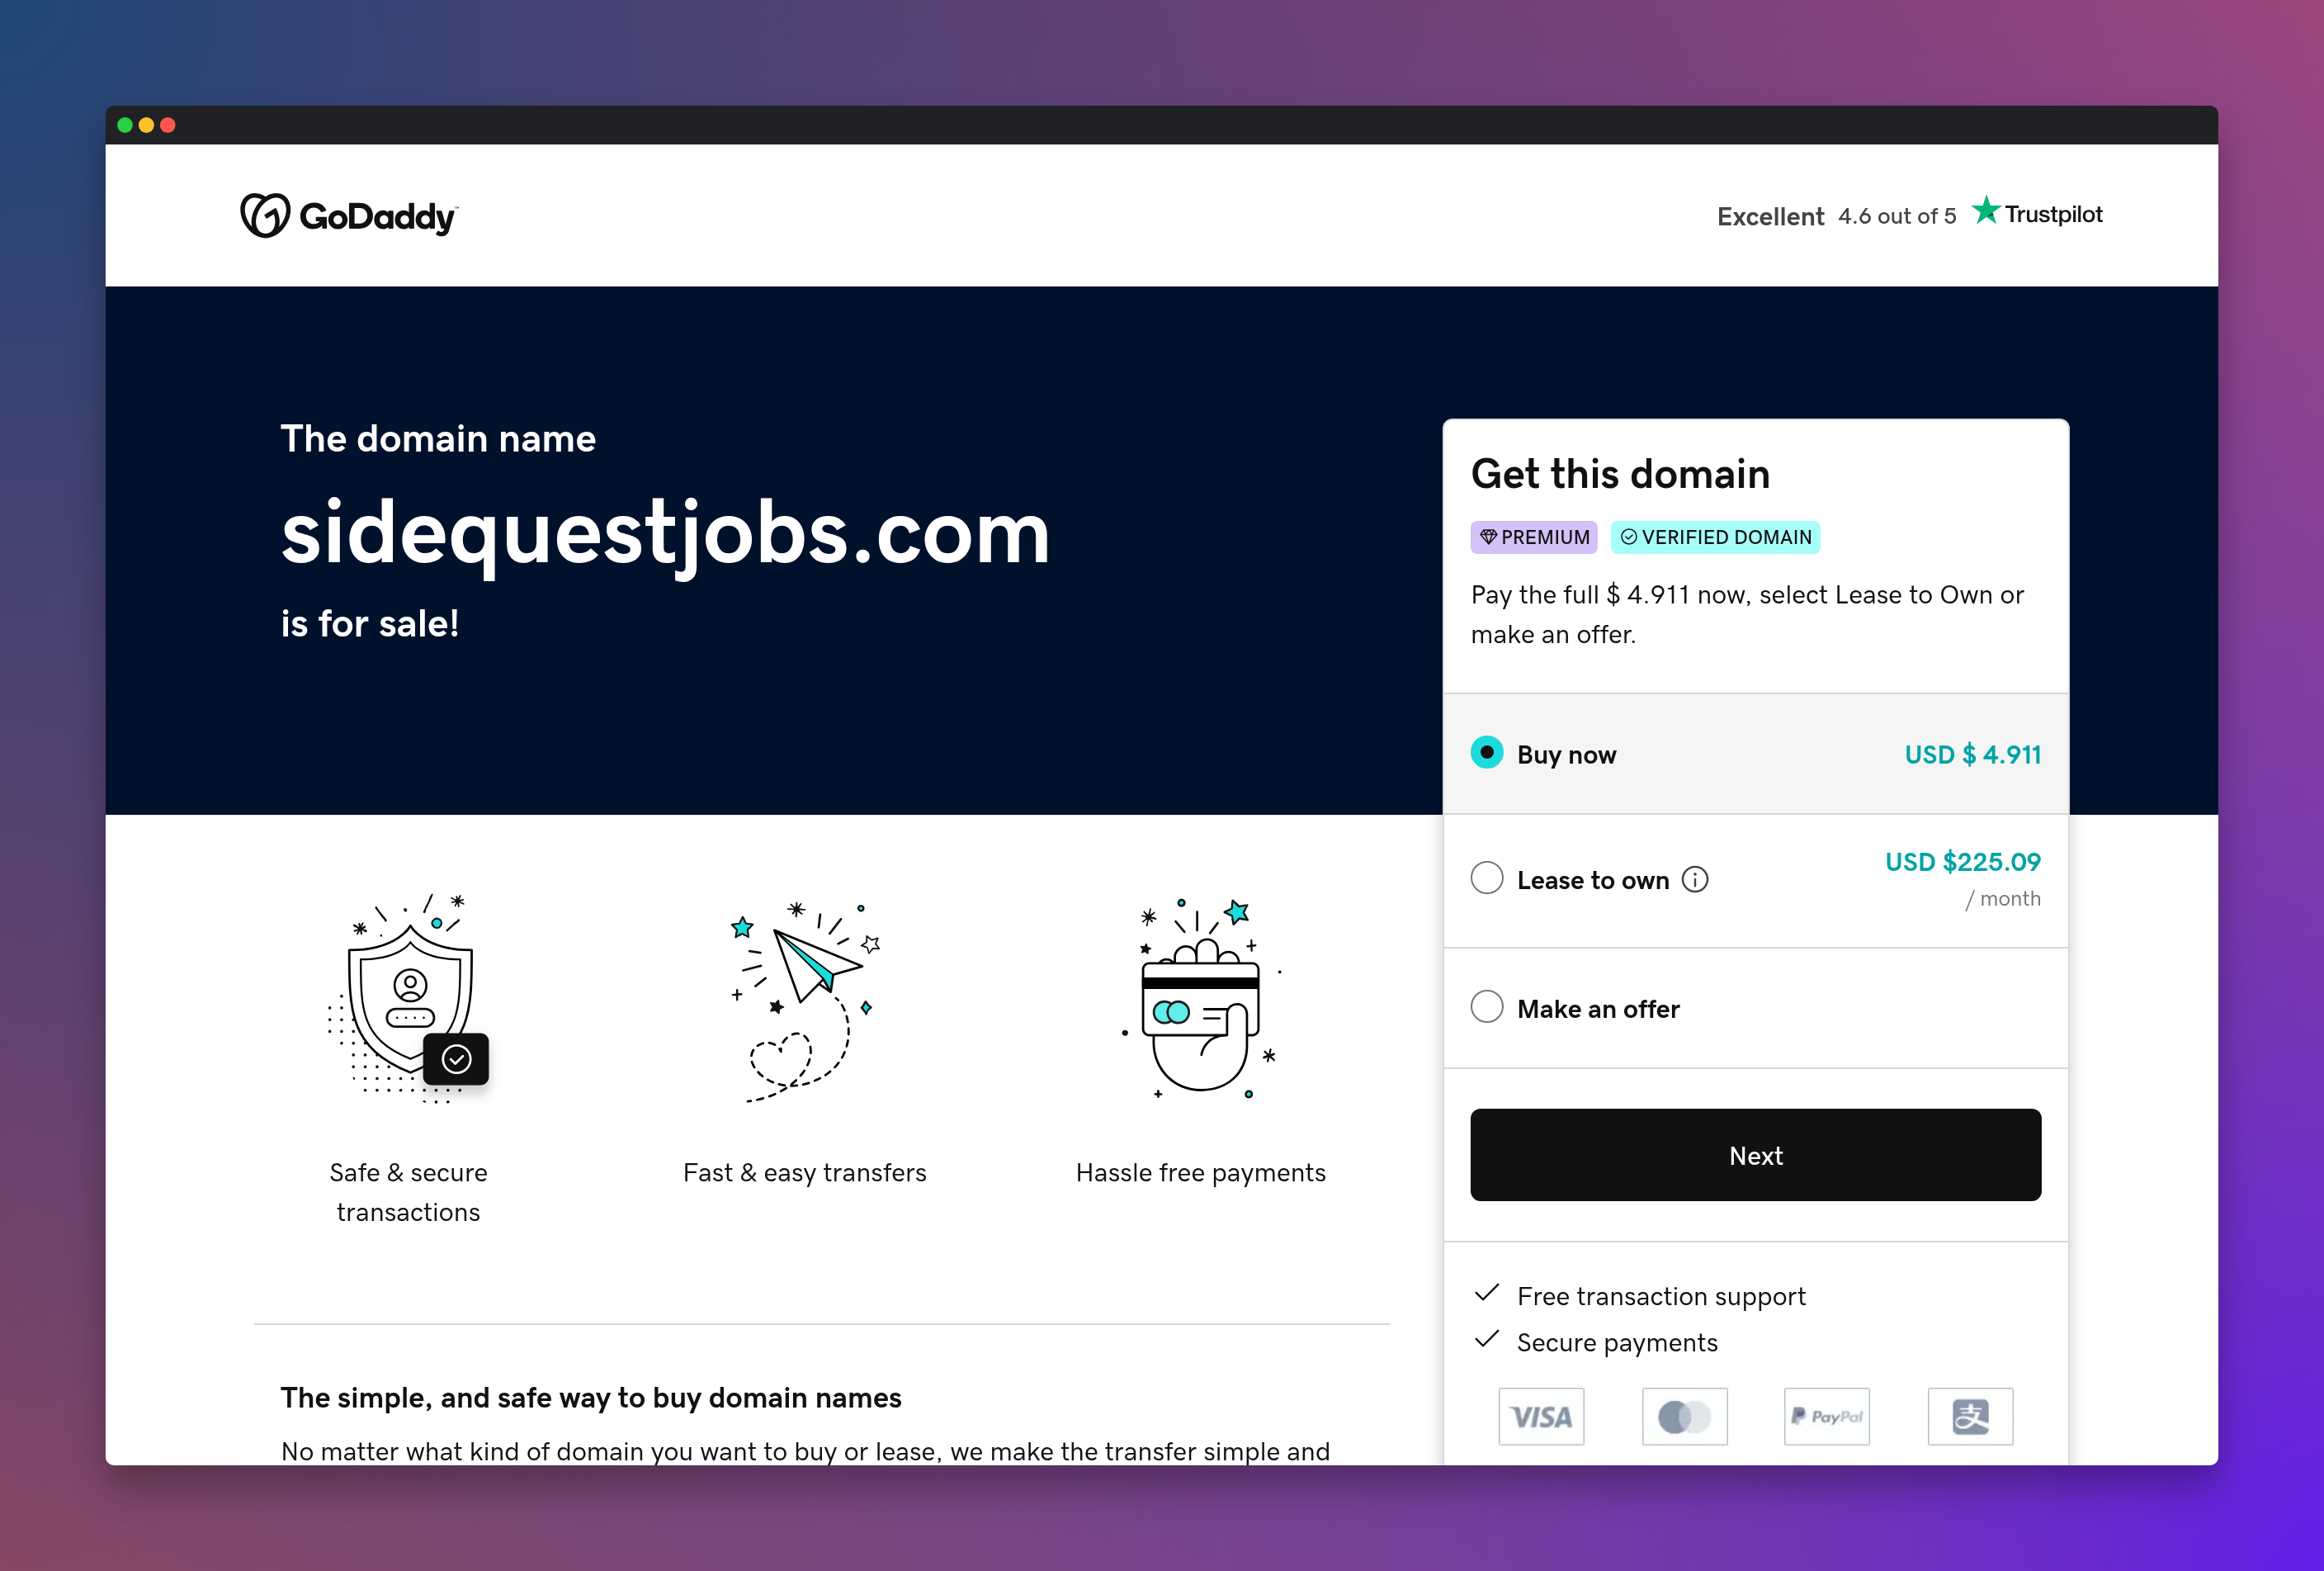 GoDaddy™
Excellent 4.6 out of 5 Trustpilot
The domain name
sidequestjobs.com
is for sale!
Get this domain
PREMIUM VERIFIED DOMAIN
Pay the full $ 4.911 now, select Lease to Own or
make an offer.
Buy now USD $ 4.911
Lease to own USD $225.09
/ month
Make an offer
Next
Free transaction support
Secure payments
VISA PayPal 支
Safe & secure
transactions
Fast & easy transfers
Hassle free payments
The simple, and safe way to buy domain names
No matter what kind of domain you want to buy or lease, we make the transfer simple and